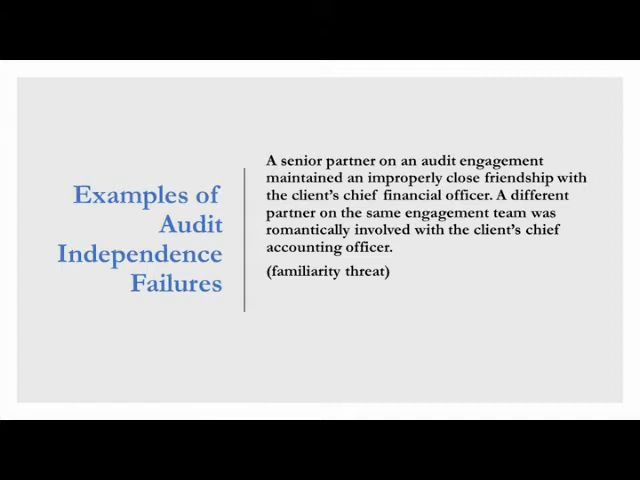 Examples of
Audit
Independence
Failures
A senior partner on an audit engagement
maintained an improperly close friendship with
the client's chief financial officer. A different
partner on the same engagement team was
romantically involved with the client's chief
accounting officer.
(familiarity threat)